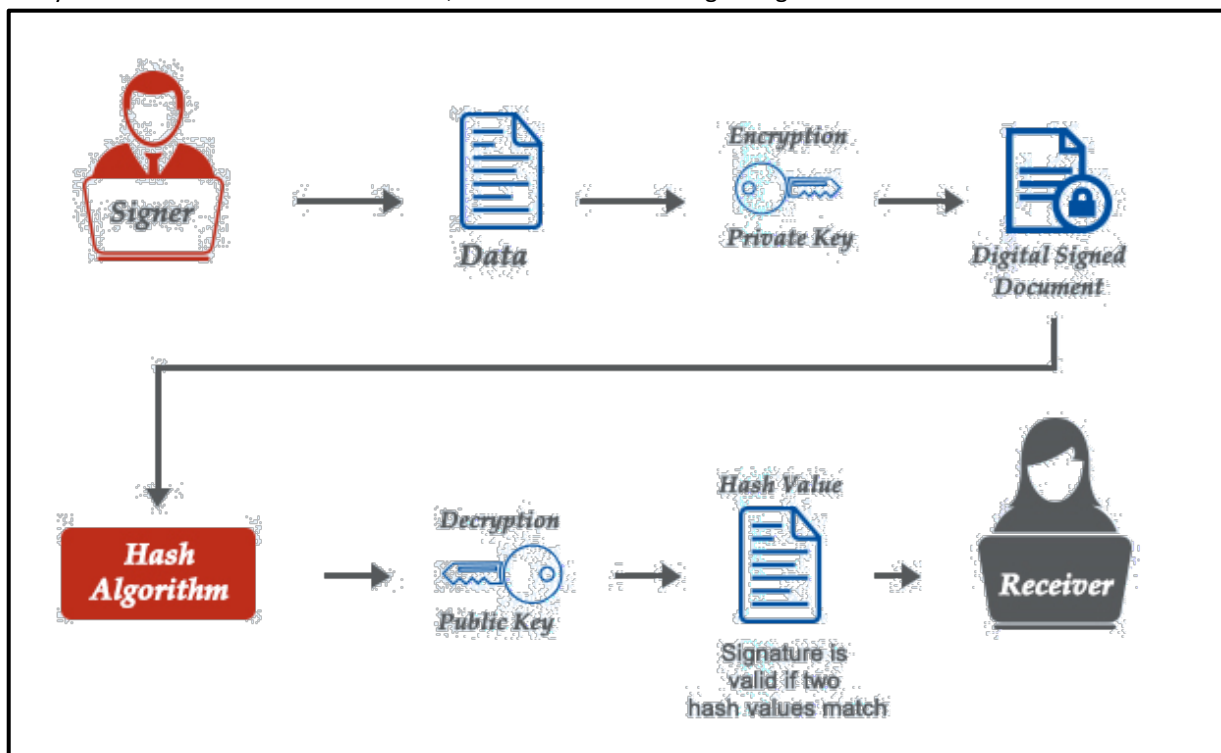 Signer
Data
Encryption
Private Key
Digital Signed
Document
Hash
Algorithm
Decryption
Public Key
Hash Value
Signature is
valid if two
hash values match
Receiver